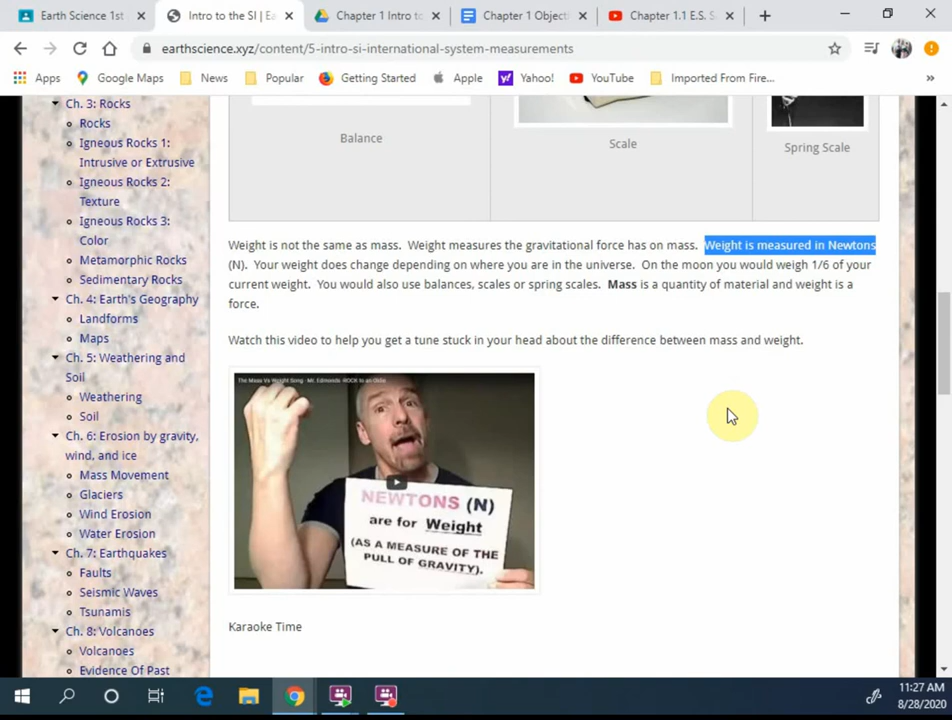 Earth Science 1st
Intro to the SI | Ea
Chapter 1 Intro to
Chapter 1 Objecti
Chapter 1.1 E.S. S
earthscience.xyz/content/5-intro-si-international-system-measurements
Apps
Google Maps
News
Popular
Getting Started
Apple
Yahoo!
YouTube
Imported From Fire...
Ch. 3: Rocks
Rocks
Igneous Rocks 1:
Intrusive or Extrusive
Igneous Rocks 2:
Texture
Igneous Rocks 3:
Color
Metamorphic Rocks
Sedimentary Rocks
Ch. 4: Earth's Geography
Landforms
Maps
Ch. 5: Weathering and
Soil
Weathering
Soil
Ch. 6: Erosion by gravity,
wind, and ice
Mass Movement
Glaciers
Wind Erosion
Water Erosion
Ch. 7: Earthquakes
Faults
Seismic Waves
Tsunamis
Ch. 8: Volcanoes
Volcanoes
Evidence Of Past
Balance
Scale
Spring Scale
Weight is not the same as mass. Weight measures the gravitational force has on mass. Weight is measured in Newtons
(N). Your weight does change depending on where you are in the universe. On the moon you would weigh 1/6 of your
current weight. You would also use balances, scales or spring scales. Mass is a quantity of material and weight is a
force.
Watch this video to help you get a tune stuck in your head about the difference between mass and weight.
The Mass Vs Weight Song - Mr. Edmonds
NEWTONS (N)
are for Weight
(AS A MEASURE OF THE
PULL OF GRAVITY).
Karaoke Time
11:27 AM
8/28/2020